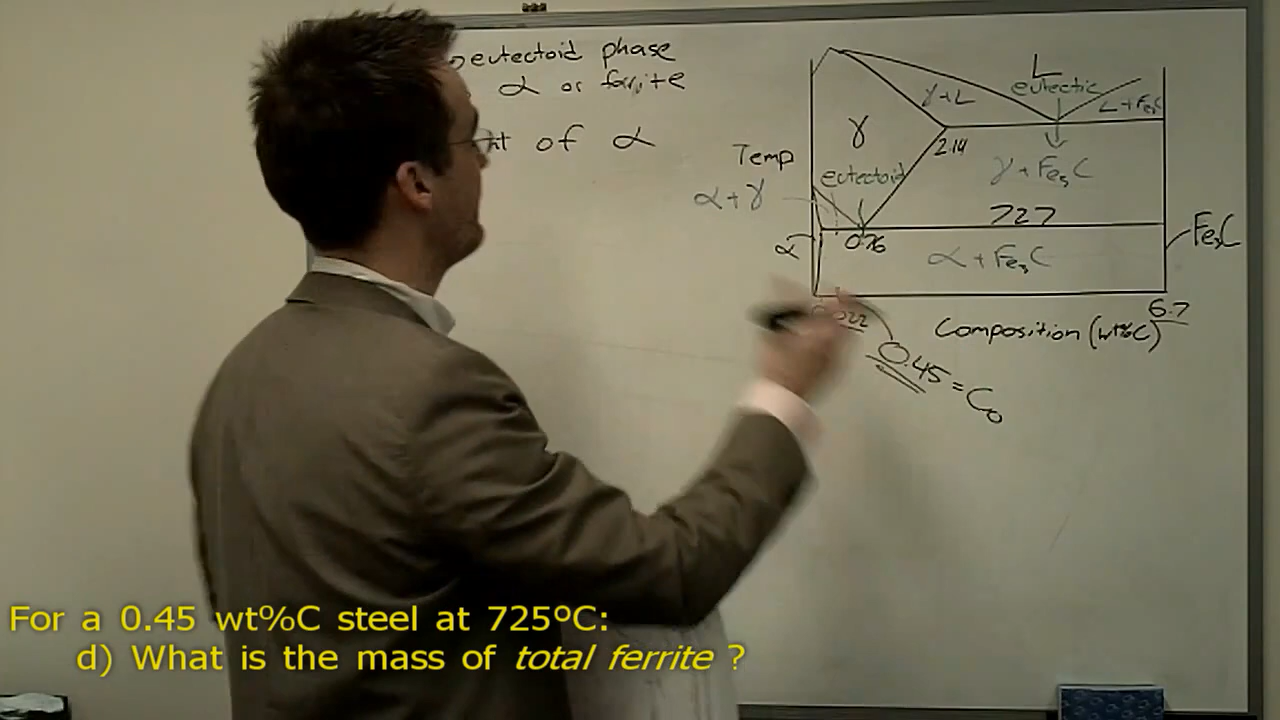 eutectoid phase
α or ferrite
of α
Temp
α + γ
α
γ
γ + L
L
eutectic
L + Fe₃C
2.14
eutectoid
γ + Fe₃C
727
0.76
α + Fe₃C
Fe₃C
6.7
Composition (wt%C)
0.45 = C₀
For a 0.45 wt%C steel at 725ºC:
d) What is the mass of total ferrite ?